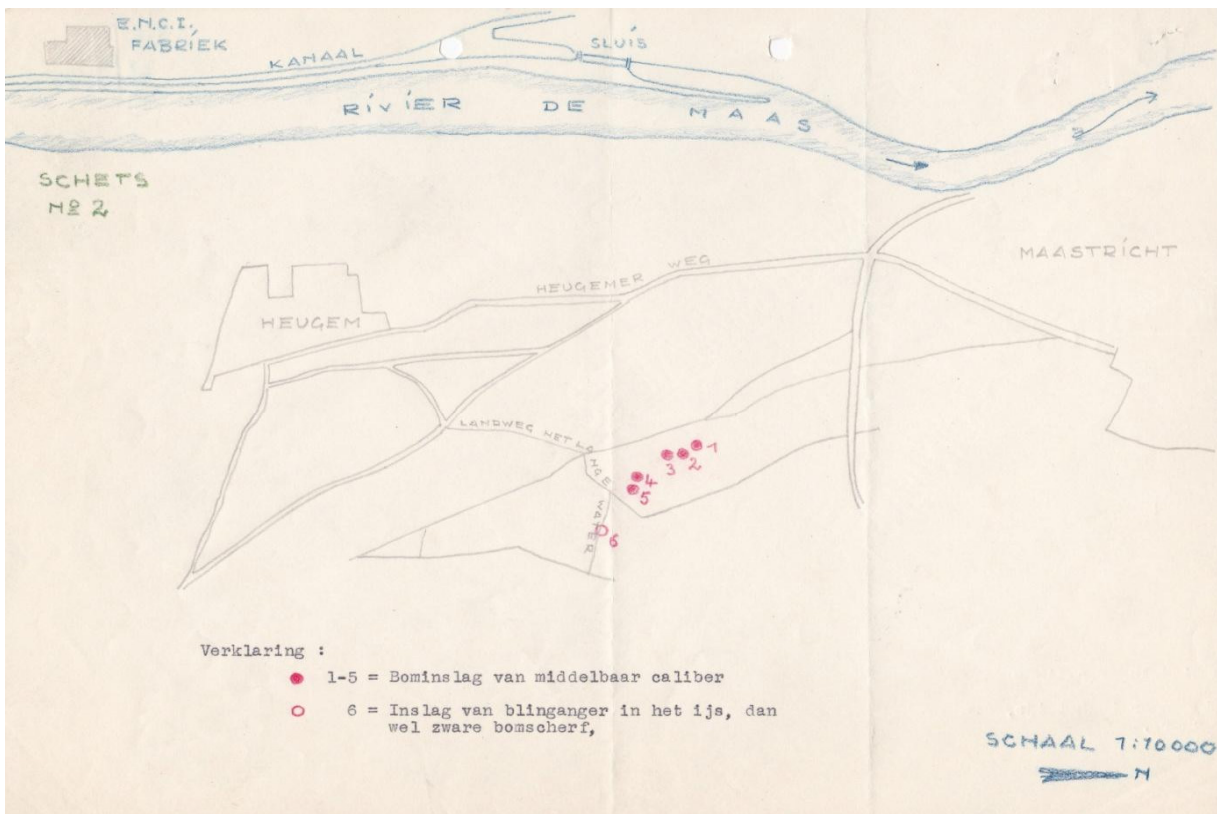 E.N.C.I.
FABRIEK
KANAAL
SLUIS
RIVIER DE MAAS
SCHETS
No 2
MAASTRICHT
HEUGEMER WEG
HEUGEM
LANDWEG HET LANGE WATER
1
2
3
4
5
6
Verklaring :
1-5 = Bominslag van middelbaar caliber
6 = Inslag van blinganger in het ijs, dan
wel zware bomscherf,
SCHAAL 1:10000
N